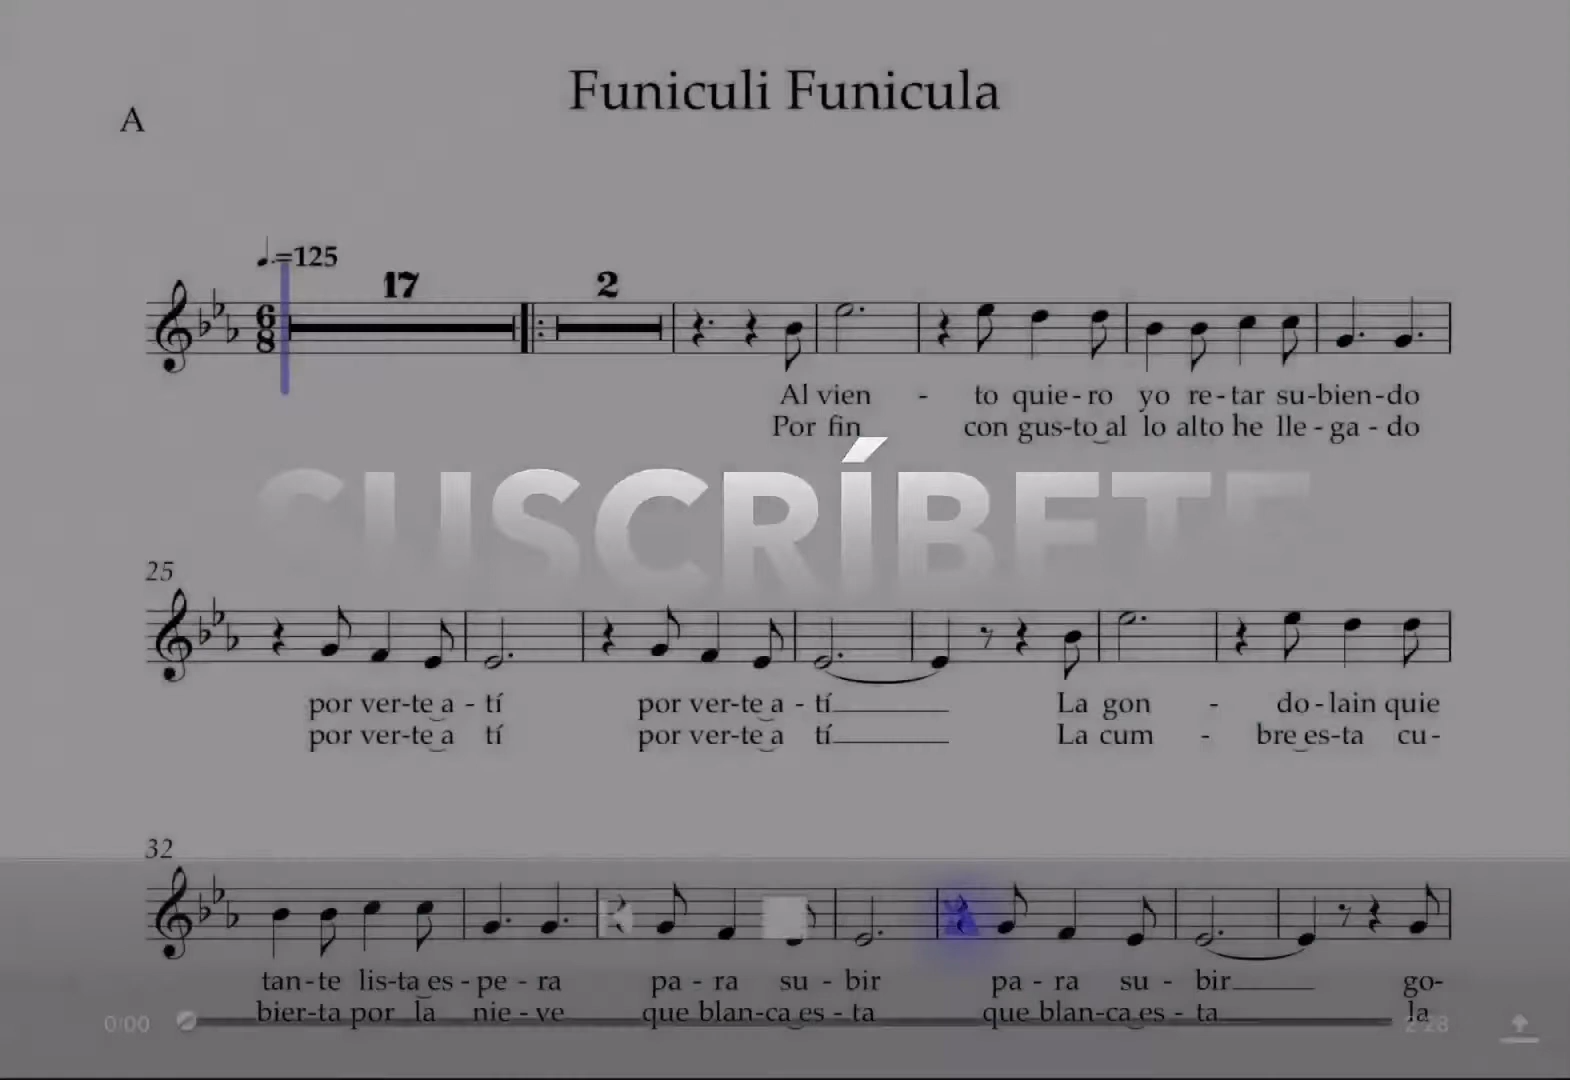 Funiculi Funicula
A
=125
17
2
6
8
Al vien - to quie - ro yo re - tar su - bien - do
Por fin con gus - to al lo alto he lle - ga - do
SUSCRÍBETE
25
por ver - te a - tí por ver - te a - tí La gon - do - lain quie
por ver - te a tí por ver - te a tí La cum - bre es - ta cu -
32
tan - te lis - ta es - pe - ra pa - ra su - bir pa - ra su - bir go -
bier - ta por la nie - ve que blan - ca es - ta que blan - ca es - ta la
0:00 2:28